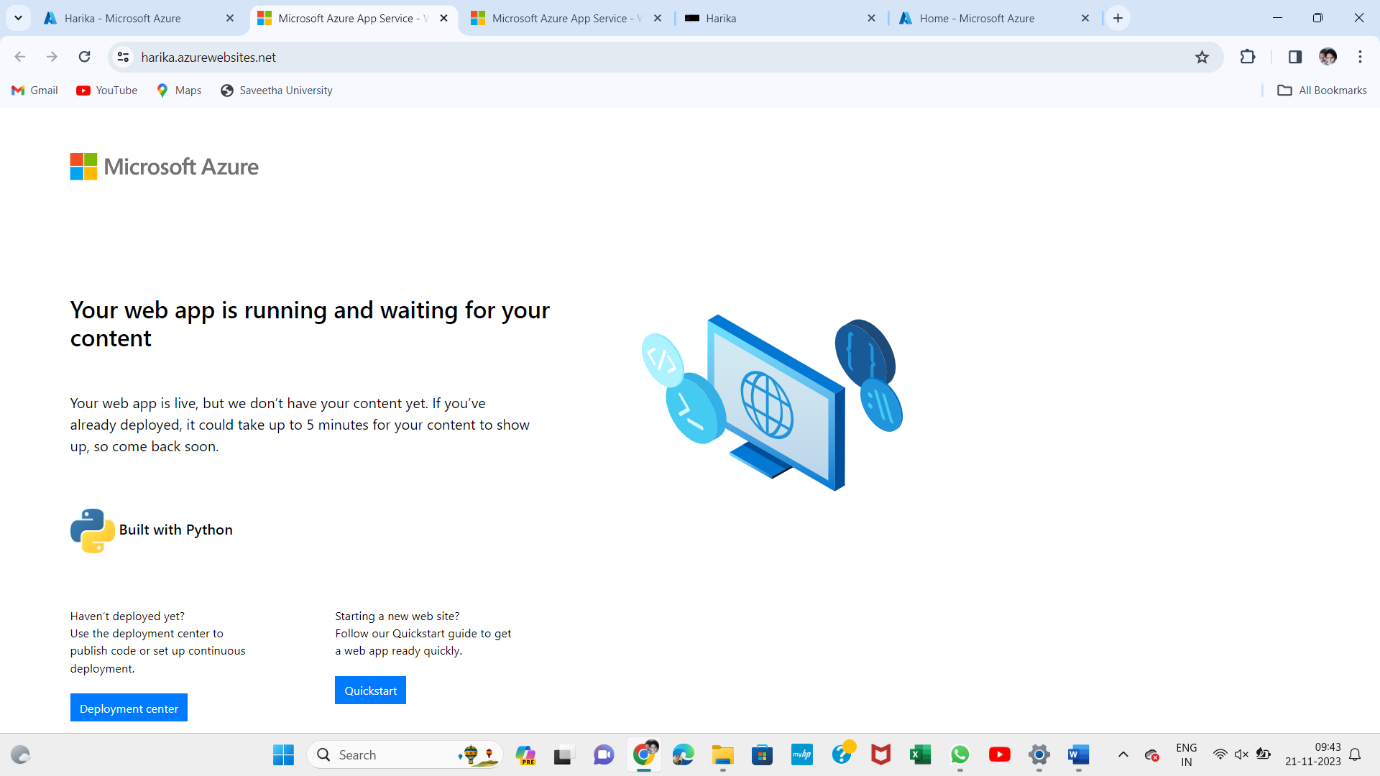 Harika - Microsoft Azure
Microsoft Azure App Service - W
Microsoft Azure App Service - W
Harika
Home - Microsoft Azure
harika.azurewebsites.net
Gmail
YouTube
Maps
Saveetha University
All Bookmarks
Microsoft Azure
Your web app is running and waiting for your
content
Your web app is live, but we don’t have your content yet. If you’ve
already deployed, it could take up to 5 minutes for your content to show
up, so come back soon.
Built with Python
Haven’t deployed yet?
Use the deployment center to
publish code or set up continuous
deployment.
Deployment center
Starting a new web site?
Follow our Quickstart guide to get
a web app ready quickly.
Quickstart
Search
PRE
myhp
ENG
IN
09:43
21-11-2023